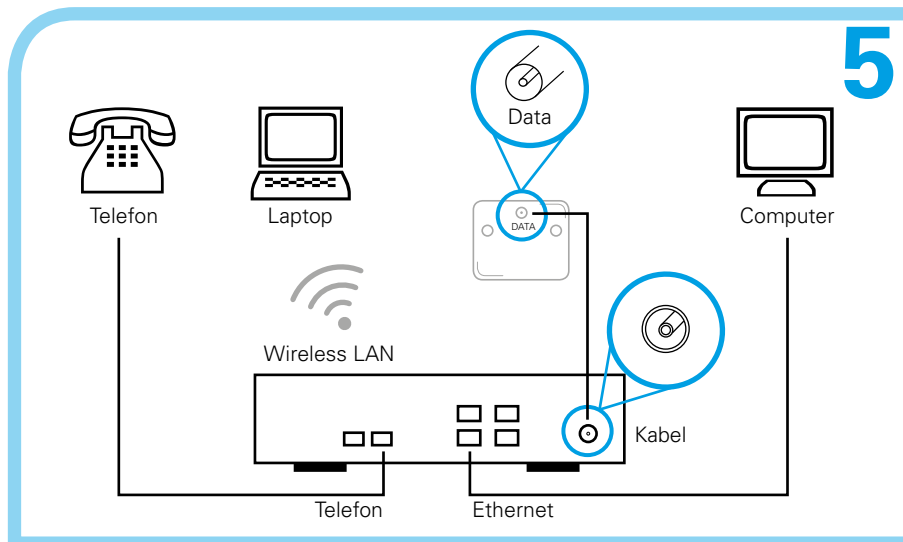 5
Data
Telefon
Laptop
DATA
Computer
Wireless LAN
Kabel
Telefon
Ethernet